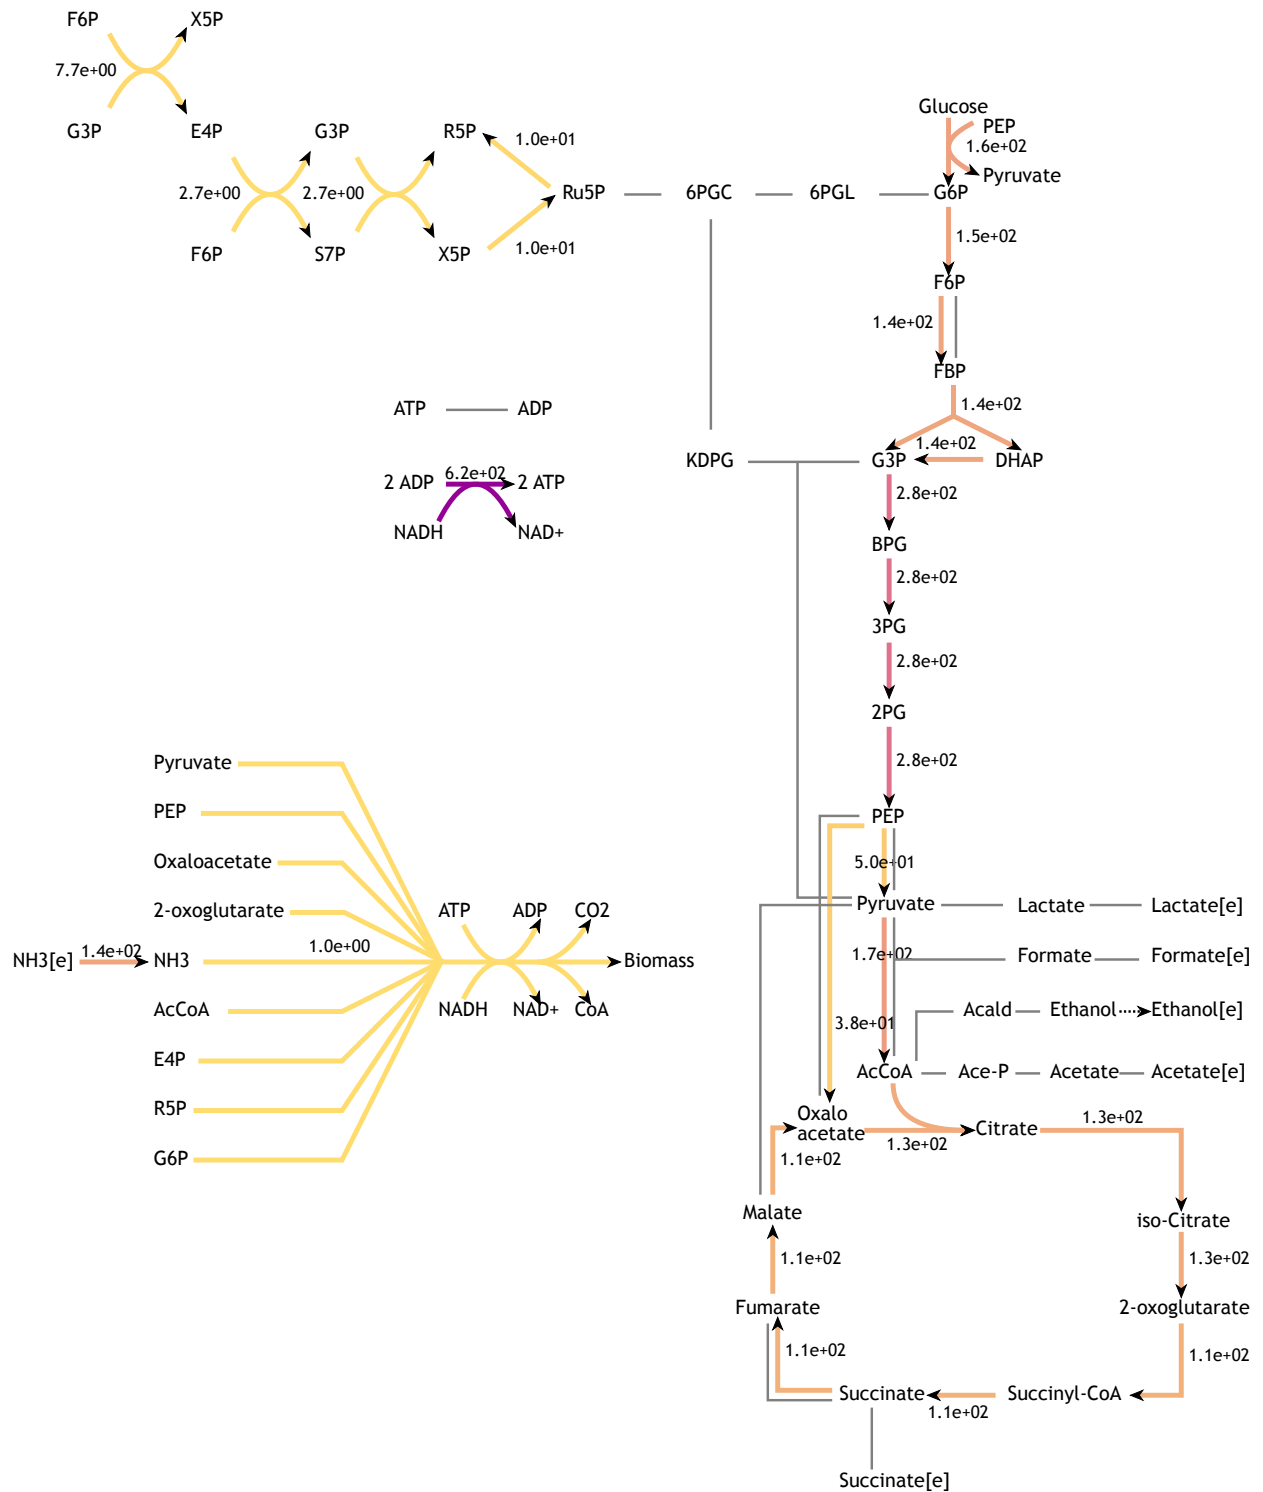 F6P
X5P
7.7e+00
G3P
E4P
G3P
R5P
1.0e+01
2.7e+00
2.7e+00
Ru5P
6PGC
6PGL
G6P
F6P
S7P
X5P
1.0e+01
Glucose
PEP
1.6e+02
Pyruvate
1.5e+02
F6P
1.4e+02
FBP
1.4e+02
1.4e+02
KDPG
G3P
DHAP
ATP
ADP
2 ADP
6.2e+02
2 ATP
NADH
NAD+
2.8e+02
BPG
2.8e+02
3PG
2.8e+02
2PG
2.8e+02
PEP
5.0e+01
Pyruvate
Lactate
Lactate[e]
1.7e+02
Formate
Formate[e]
3.8e+01
Acald
Ethanol
Ethanol[e]
AcCoA
Ace-P
Acetate
Acetate[e]
Oxalo
acetate
1.3e+02
Citrate
1.3e+02
1.1e+02
Malate
iso-Citrate
1.1e+02
1.3e+02
Fumarate
2-oxoglutarate
1.1e+02
1.1e+02
Succinate
1.1e+02
Succinyl-CoA
Succinate[e]
Pyruvate
PEP
Oxaloacetate
2-oxoglutarate
NH3[e]
1.4e+02
NH3
1.0e+00
AcCoA
E4P
R5P
G6P
ATP
ADP
CO2
Biomass
NADH
NAD+
CoA